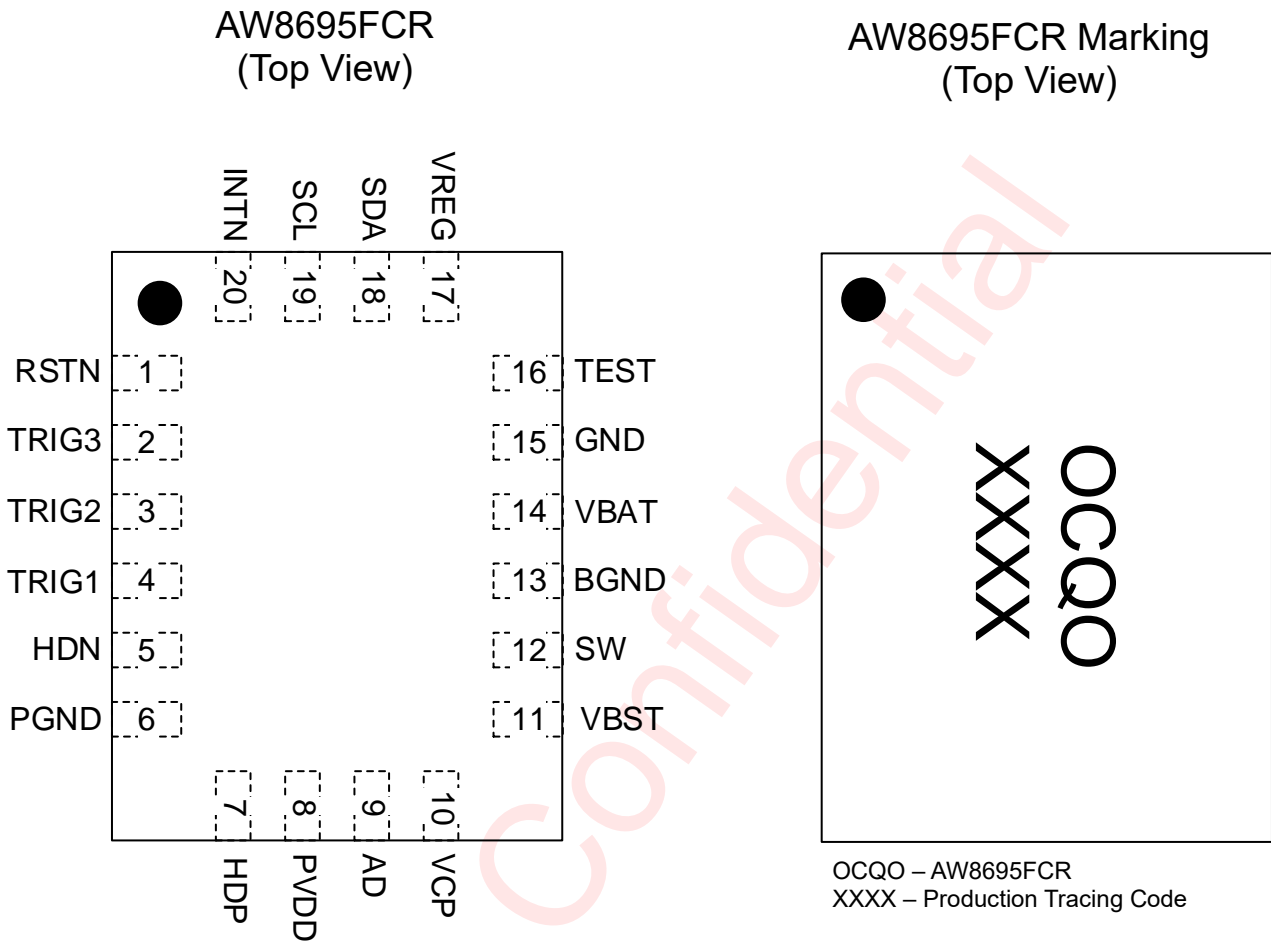 AW8695FCR
(Top View)
INTN
SCL
SDA
VREG
20
19
18
17
RSTN 1
TRIG3 2
TRIG2 3
TRIG1 4
HDN 5
PGND 6
16 TEST
15 GND
14 VBAT
13 BGND
12 SW
11 VBST
7
8
9
10
HDP
PVDD
AD
VCP
AW8695FCR Marking
(Top View)
OCQO
XXXX
OCQO – AW8695FCR
XXXX – Production Tracing Code
Confidential